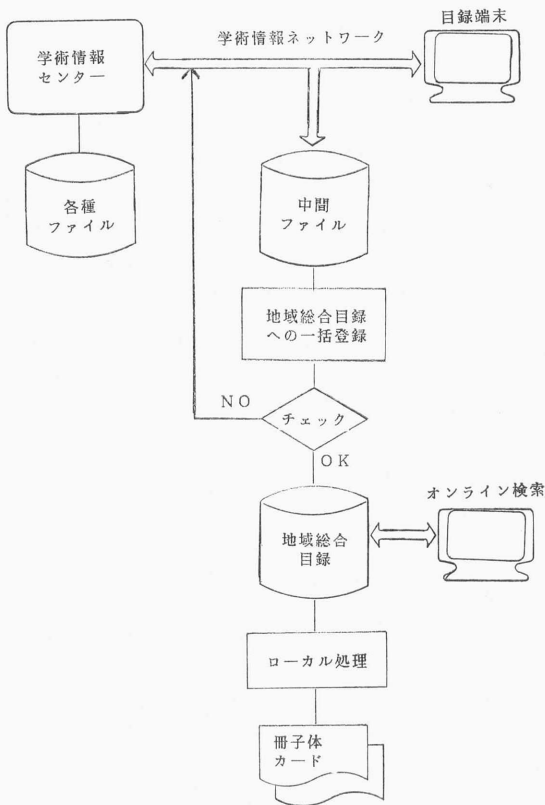 学術情報
センター
学術情報ネットワーク
目録端末
各種
ファイル
中間
ファイル
地域総合目録
への一括登録
NO
チェック
OK
オンライン検索
地域総合
目録
ローカル処理
冊子体
カード